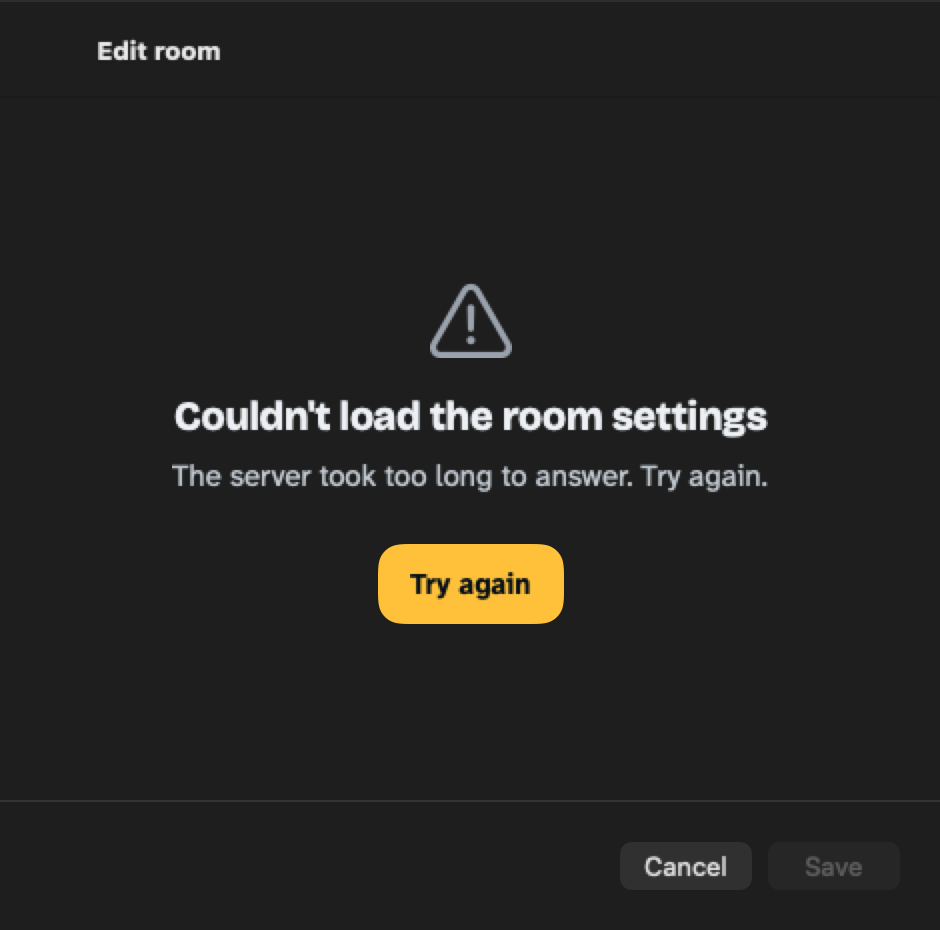 Edit room
Couldn't load the room settings
The server took too long to answer. Try again.
Try again
Cancel
Save